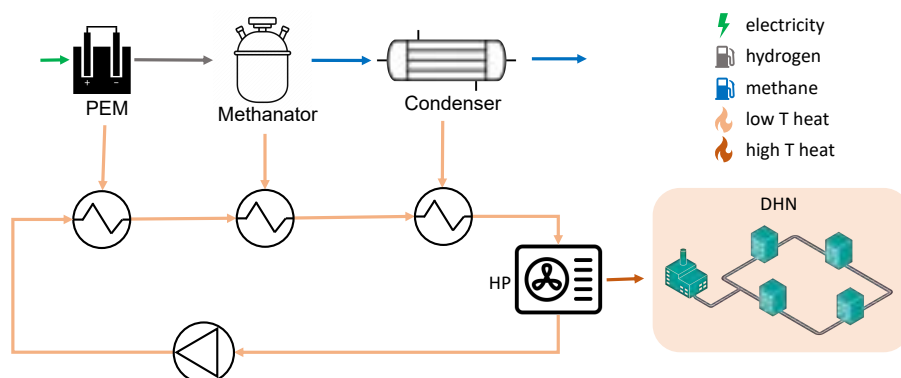 electricity
hydrogen
methane
low T heat
high T heat
+ −
PEM
Methanator
Condenser
DHN
HP